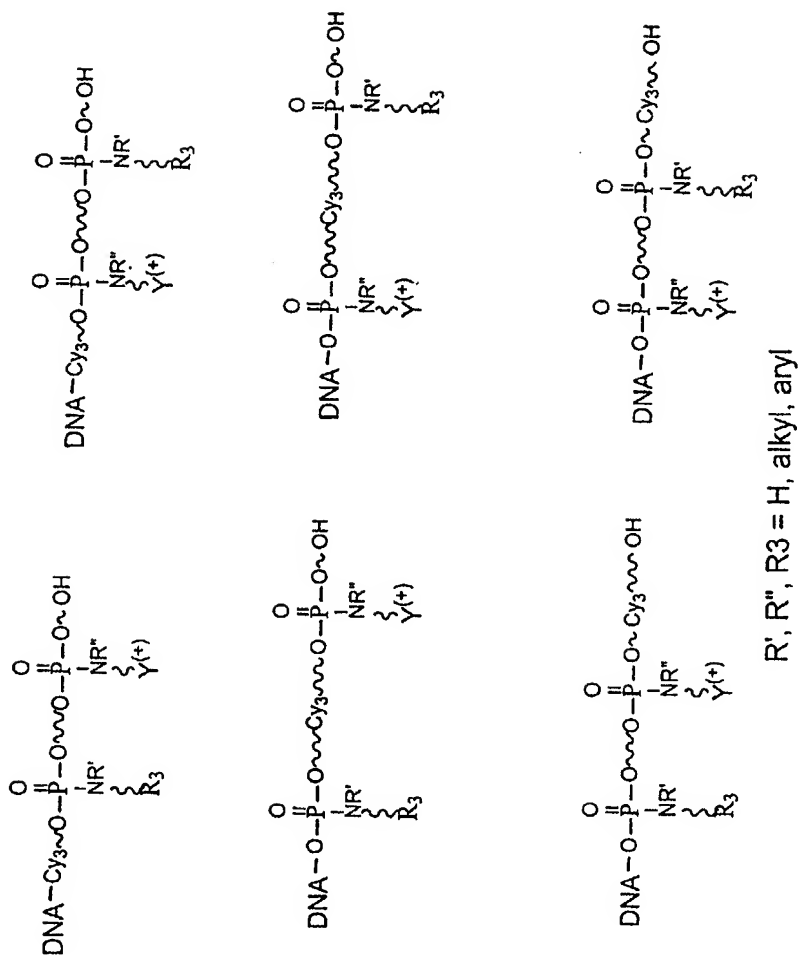 O O
‖ ‖
DNA–Cy₃~O–P–O~~O–P–O~OH
NR' NR"
R₃ Y(+)
O O
‖ ‖
DNA–Cy₃~O–P–O~~O–P–O~OH
NR" NR'
Y(+) R₃
O O
‖ ‖
DNA–O–P–O~~Cy₃~~O–P–O~OH
NR' NR"
R₃ Y(+)
O O
‖ ‖
DNA–O–P–O~~Cy₃~~O–P–O~OH
NR" NR'
Y(+) R₃
O O
‖ ‖
DNA–O–P–O~~O–P–O~Cy₃~~OH
NR' NR"
R₃ Y(+)
O O
‖ ‖
DNA–O–P–O~~O–P–O~Cy₃~~OH
NR" NR'
Y(+) R₃
R', R", R3 = H, alkyl, aryl